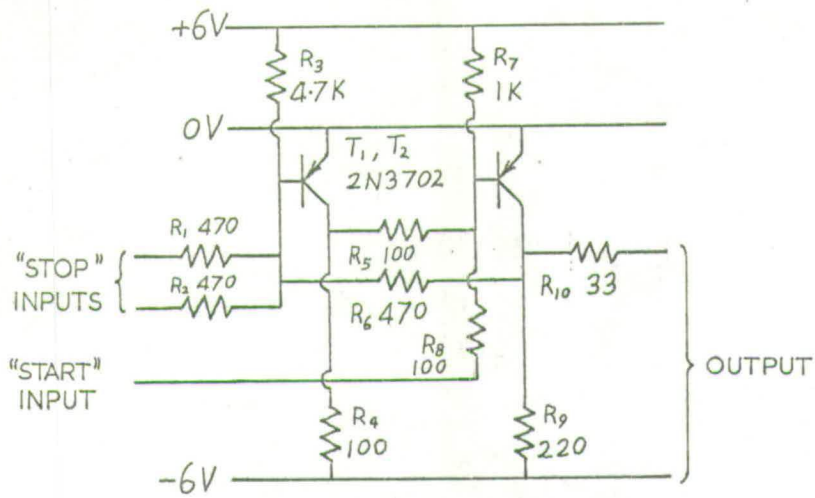 +6V
R3
4.7K
R7
1K
0V
T1, T2
2N3702
R1 470
"STOP"
INPUTS
R2 470
R5 100
R6 470
R10 33
R8
100
"START"
INPUT
OUTPUT
R4
100
R9
220
-6V